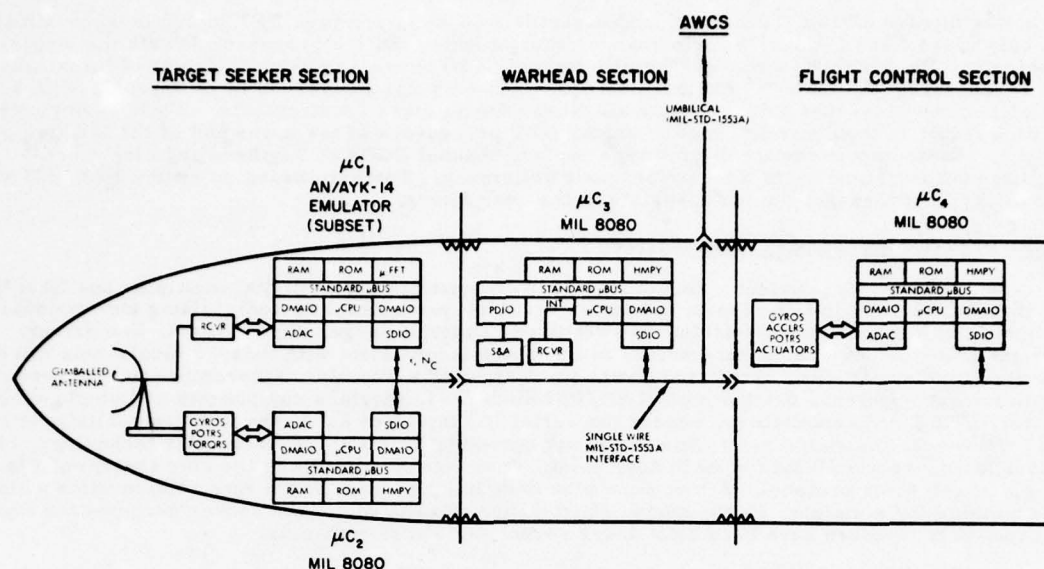 AWCS
TARGET SEEKER SECTION
WARHEAD SECTION
FLIGHT CONTROL SECTION
UMBILICAL
(MIL-STD-1553A)
μC1
AN/AYK-14
EMULATOR
(SUBSET)
μC3
MIL 8080
μC4
MIL 8080
RAM ROM μFFT
STANDARD μBUS
DMAIO μCPU DMAIO
ADAC SDIO
RCVR
RAM ROM HMPY
STANDARD μBUS
INT
PDIO μCPU DMAIO
S&A RCVR SDIO
RAM ROM HMPY
STANDARD μBUS
DMAIO μCPU DMAIO
ADAC SDIO
GYROS
ACCLRS
POTRS
ACTUATORS
GIMBALLED
ANTENNA
NC
GYROS
POTRS
TORQRS
ADAC SDIO
DMAIO μCPU DMAIO
STANDARD μBUS
RAM ROM HMPY
SINGLE WIRE
MIL-STD-1553A
INTERFACE
μC2
MIL 8080